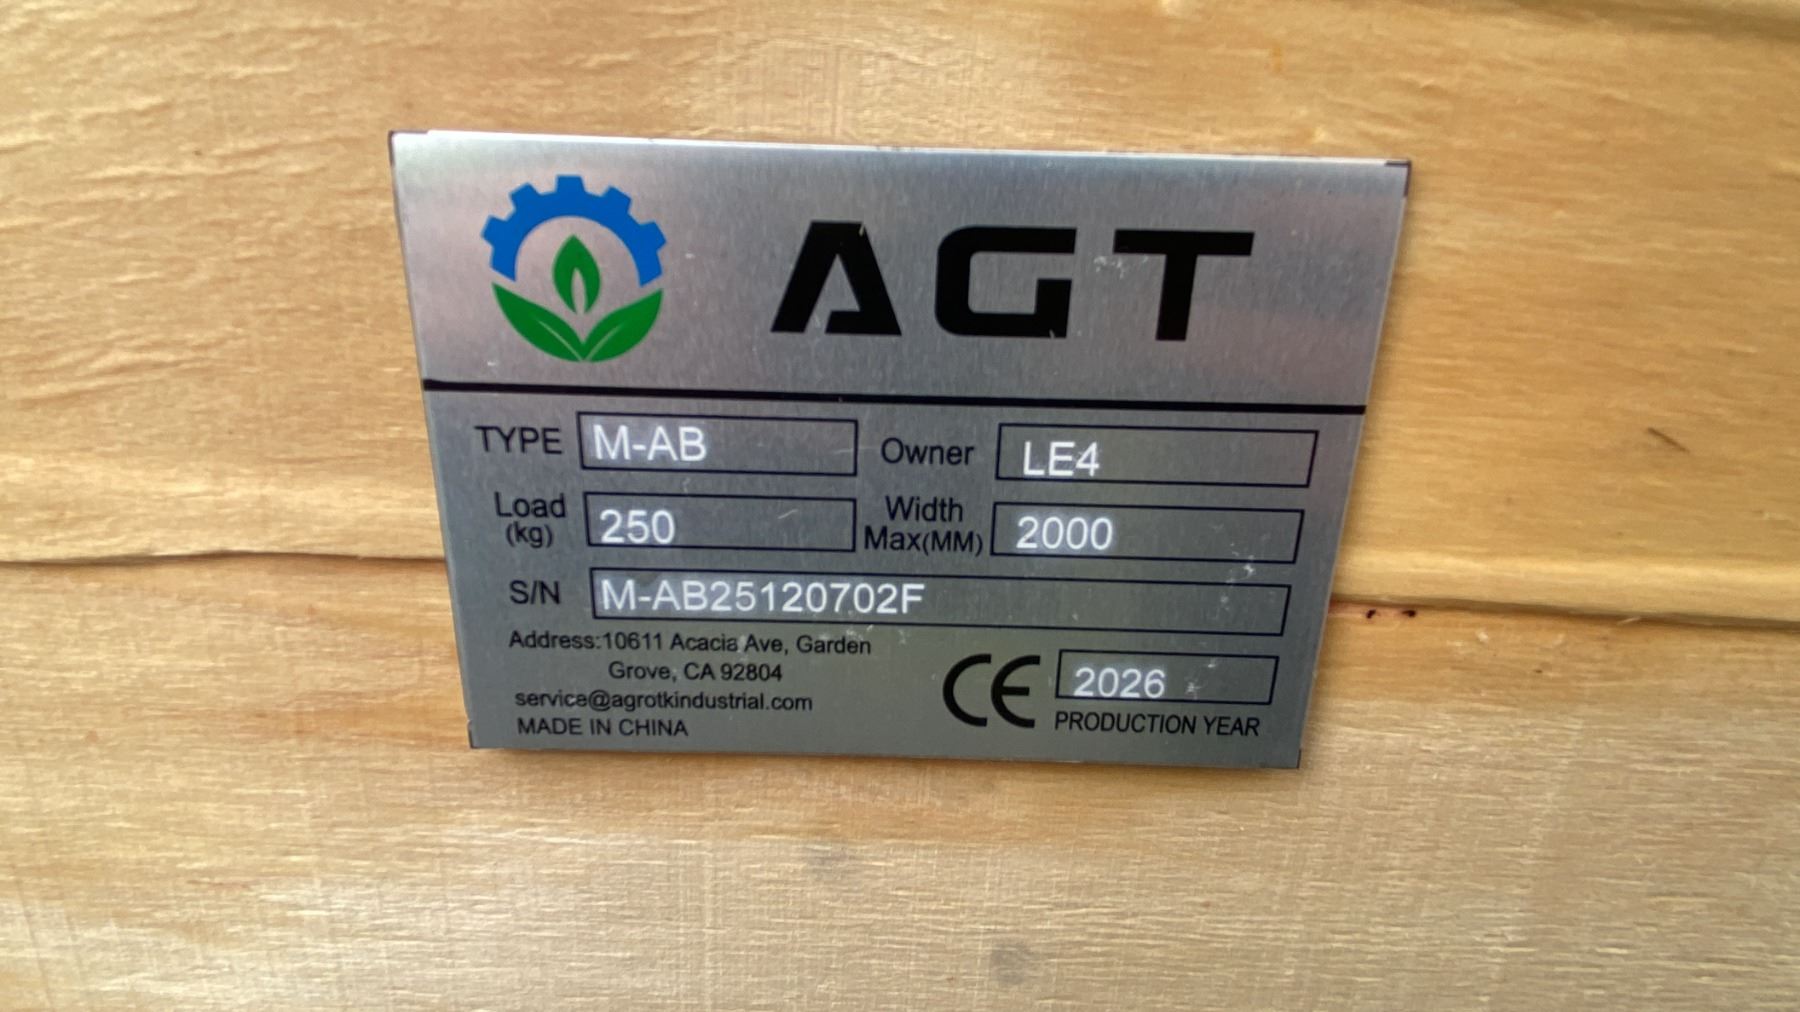 AGT
TYPE M-AB Owner LE4
Load (kg) 250 Width Max(MM) 2000
S/N M-AB25120702F
Address:10611 Acacia Ave, Garden
Grove, CA 92804
service@agrotkindustrial.com
MADE IN CHINA
CE 2026
PRODUCTION YEAR